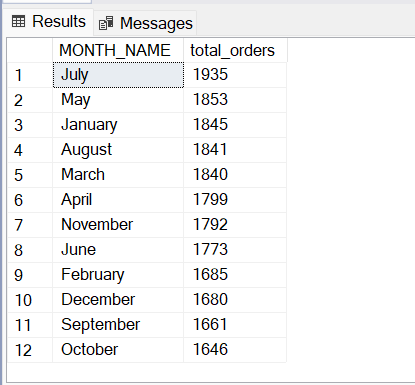 Results Messages
MONTH_NAME total_orders
1 July 1935
2 May 1853
3 January 1845
4 August 1841
5 March 1840
6 April 1799
7 November 1792
8 June 1773
9 February 1685
10 December 1680
11 September 1661
12 October 1646